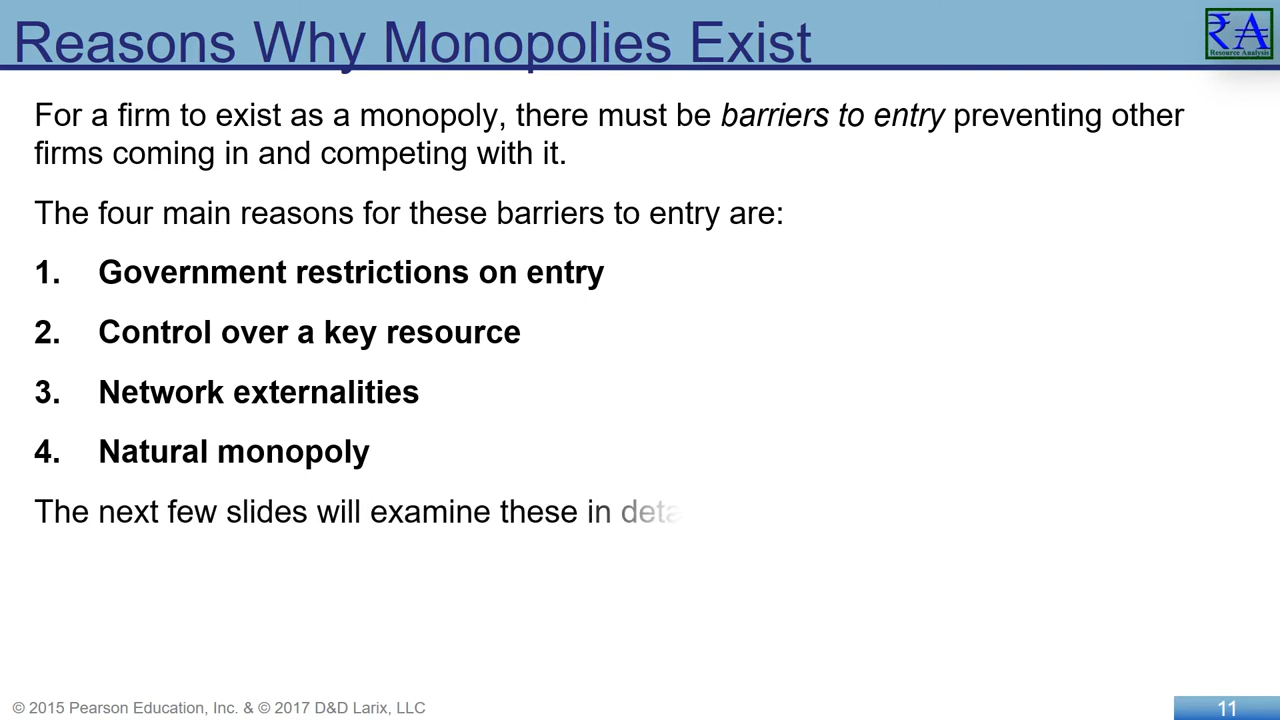 Reasons Why Monopolies Exist
₹A
Resource Analysis
For a firm to exist as a monopoly, there must be barriers to entry preventing other
firms coming in and competing with it.
The four main reasons for these barriers to entry are:
1. Government restrictions on entry
2. Control over a key resource
3. Network externalities
4. Natural monopoly
The next few slides will examine these in deta
© 2015 Pearson Education, Inc. & © 2017 D&D Larix, LLC
11